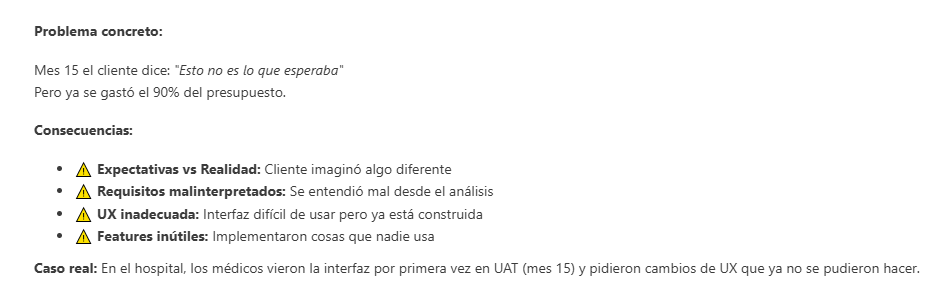 Problema concreto:
Mes 15 el cliente dice: "Esto no es lo que esperaba"
Pero ya se gastó el 90% del presupuesto.
Consecuencias:
• ⚠ Expectativas vs Realidad: Cliente imaginó algo diferente
• ⚠ Requisitos malinterpretados: Se entendió mal desde el análisis
• ⚠ UX inadecuada: Interfaz difícil de usar pero ya está construida
• ⚠ Features inútiles: Implementaron cosas que nadie usa
Caso real: En el hospital, los médicos vieron la interfaz por primera vez en UAT (mes 15) y pidieron cambios de UX que ya no se pudieron hacer.